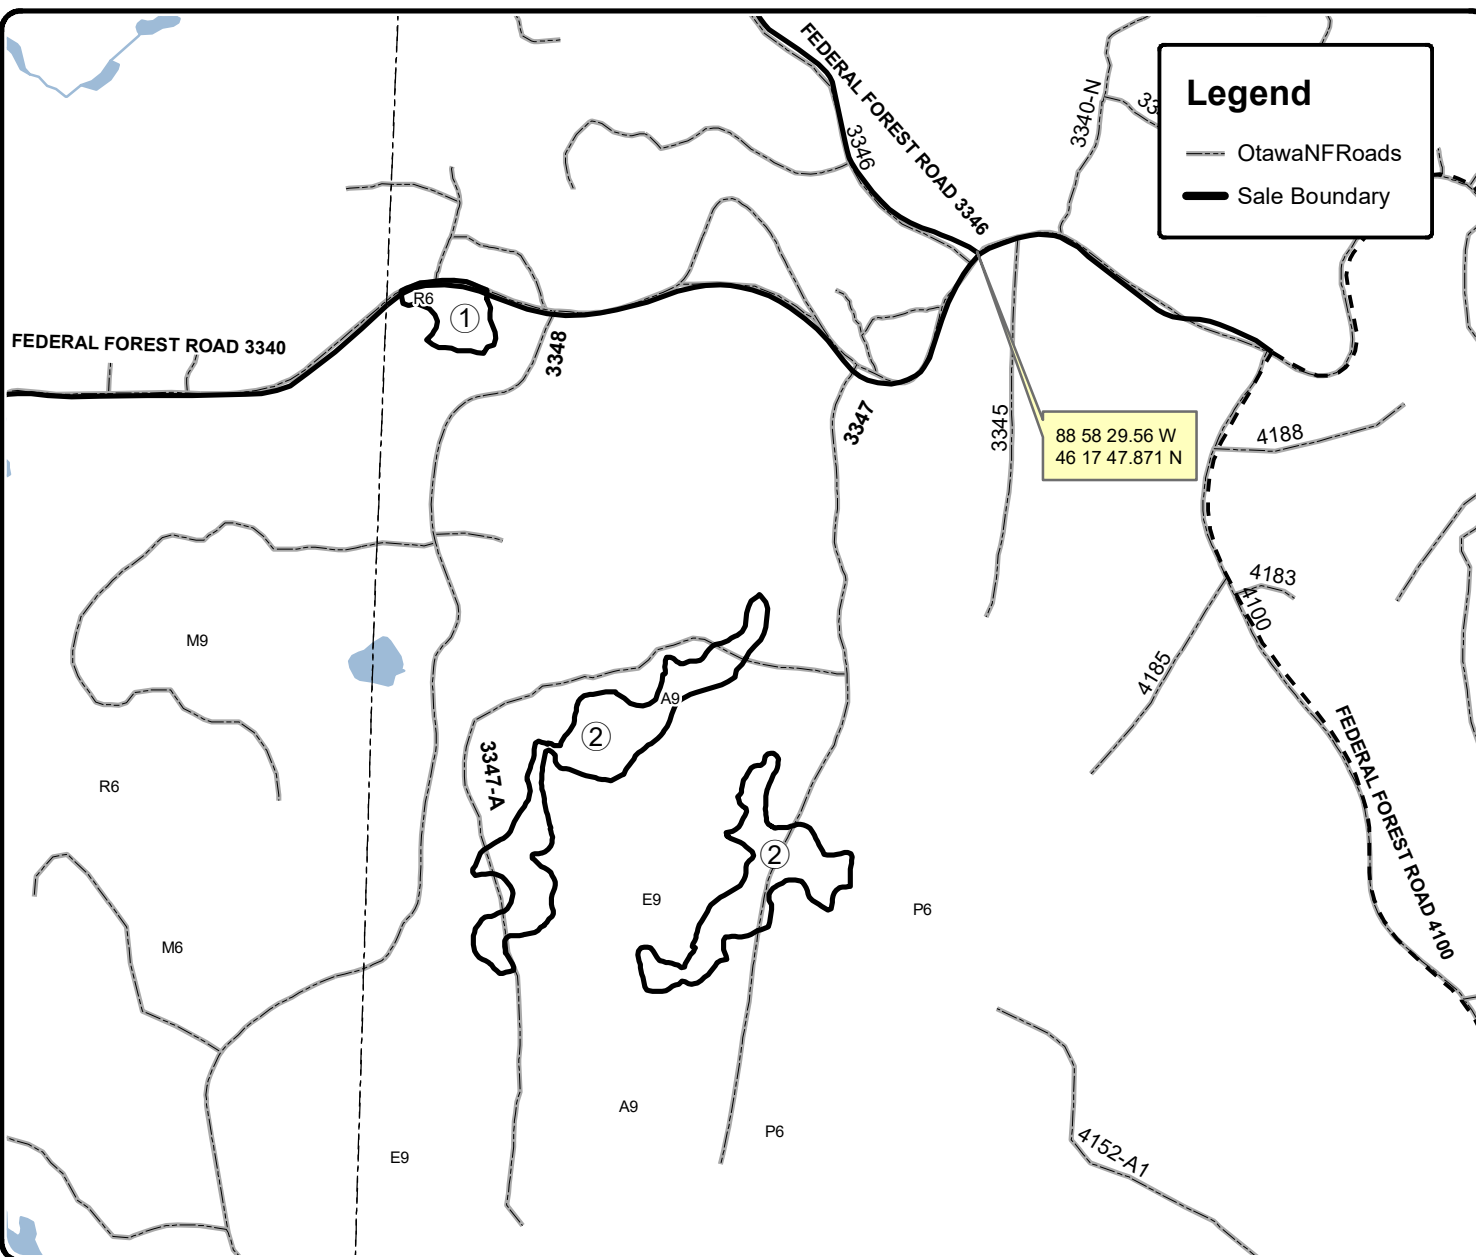 FEDERAL FOREST ROAD 3346
3346
3340-N
33
Legend
OtawaNFRoads
Sale Boundary
R6
1
FEDERAL FOREST ROAD 3340
3348
3347
3345
88 58 29.56 W
46 17 47.871 N
4188
4183
4100
4185
M9
A9
2
3347-A
R6
FEDERAL FOREST ROAD 4100
2
E9
P6
M6
A9
P6
E9
4152-A1